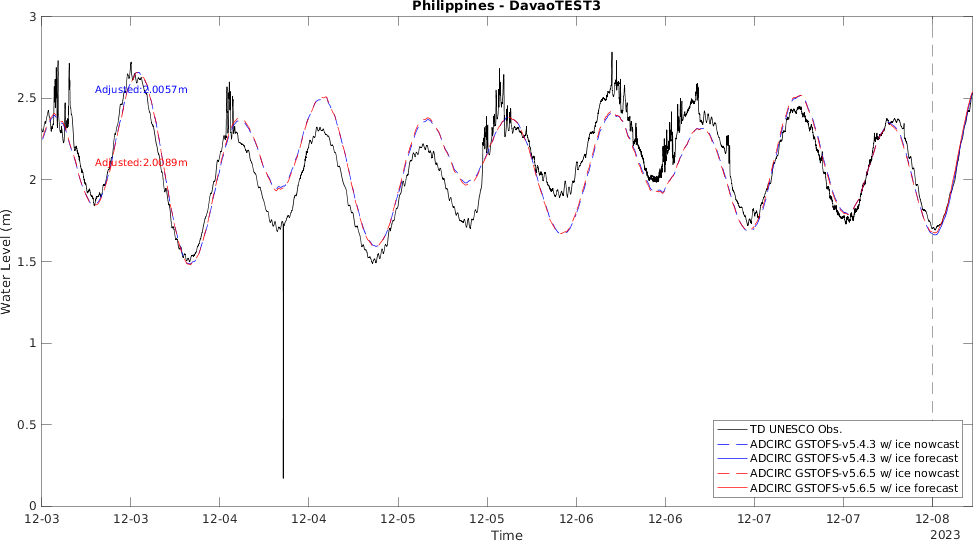 Philippines - DavaoTEST3
3
2.5
2
1.5
1
0.5
0
Water Level (m)
Adjusted:2.0057m
Adjusted:2.0089m
TD UNESCO Obs.
ADCIRC GSTOFS-v5.4.3 w/ ice nowcast
ADCIRC GSTOFS-v5.4.3 w/ ice forecast
ADCIRC GSTOFS-v5.6.5 w/ ice nowcast
ADCIRC GSTOFS-v5.6.5 w/ ice forecast
12-03 12-03 12-04 12-04 12-05 12-05 12-06 12-06 12-07 12-07 12-08
Time
2023